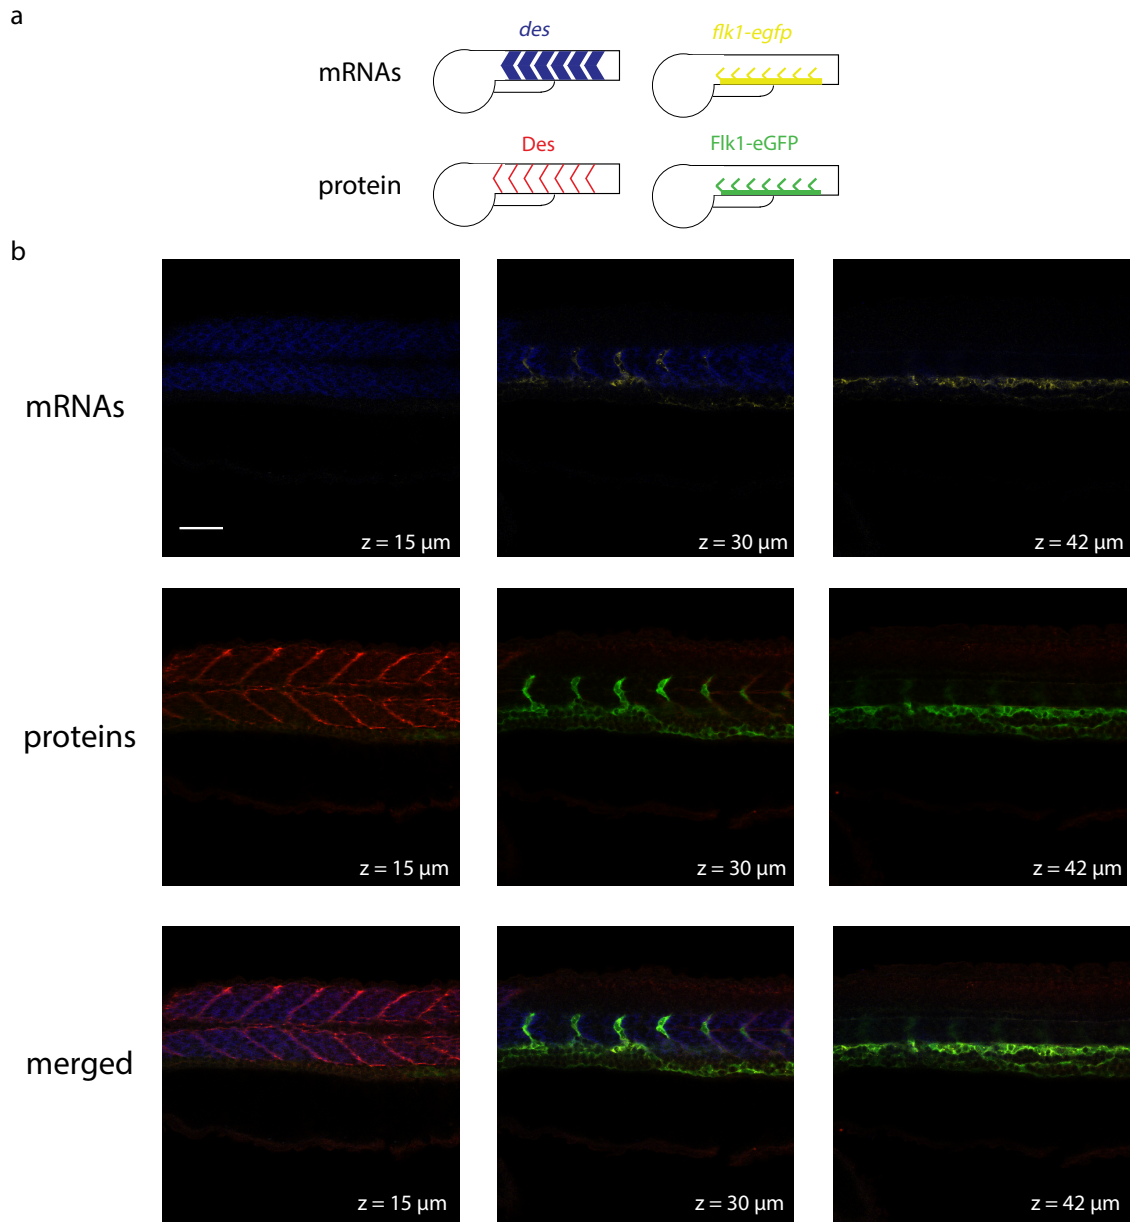 a
des
flk1-egfp
mRNAs
Des
Flk1-eGFP
protein
b
mRNAs
z = 15 µm
z = 30 µm
z = 42 µm
proteins
z = 15 µm
z = 30 µm
z = 42 µm
merged
z = 15 µm
z = 30 µm
z = 42 µm